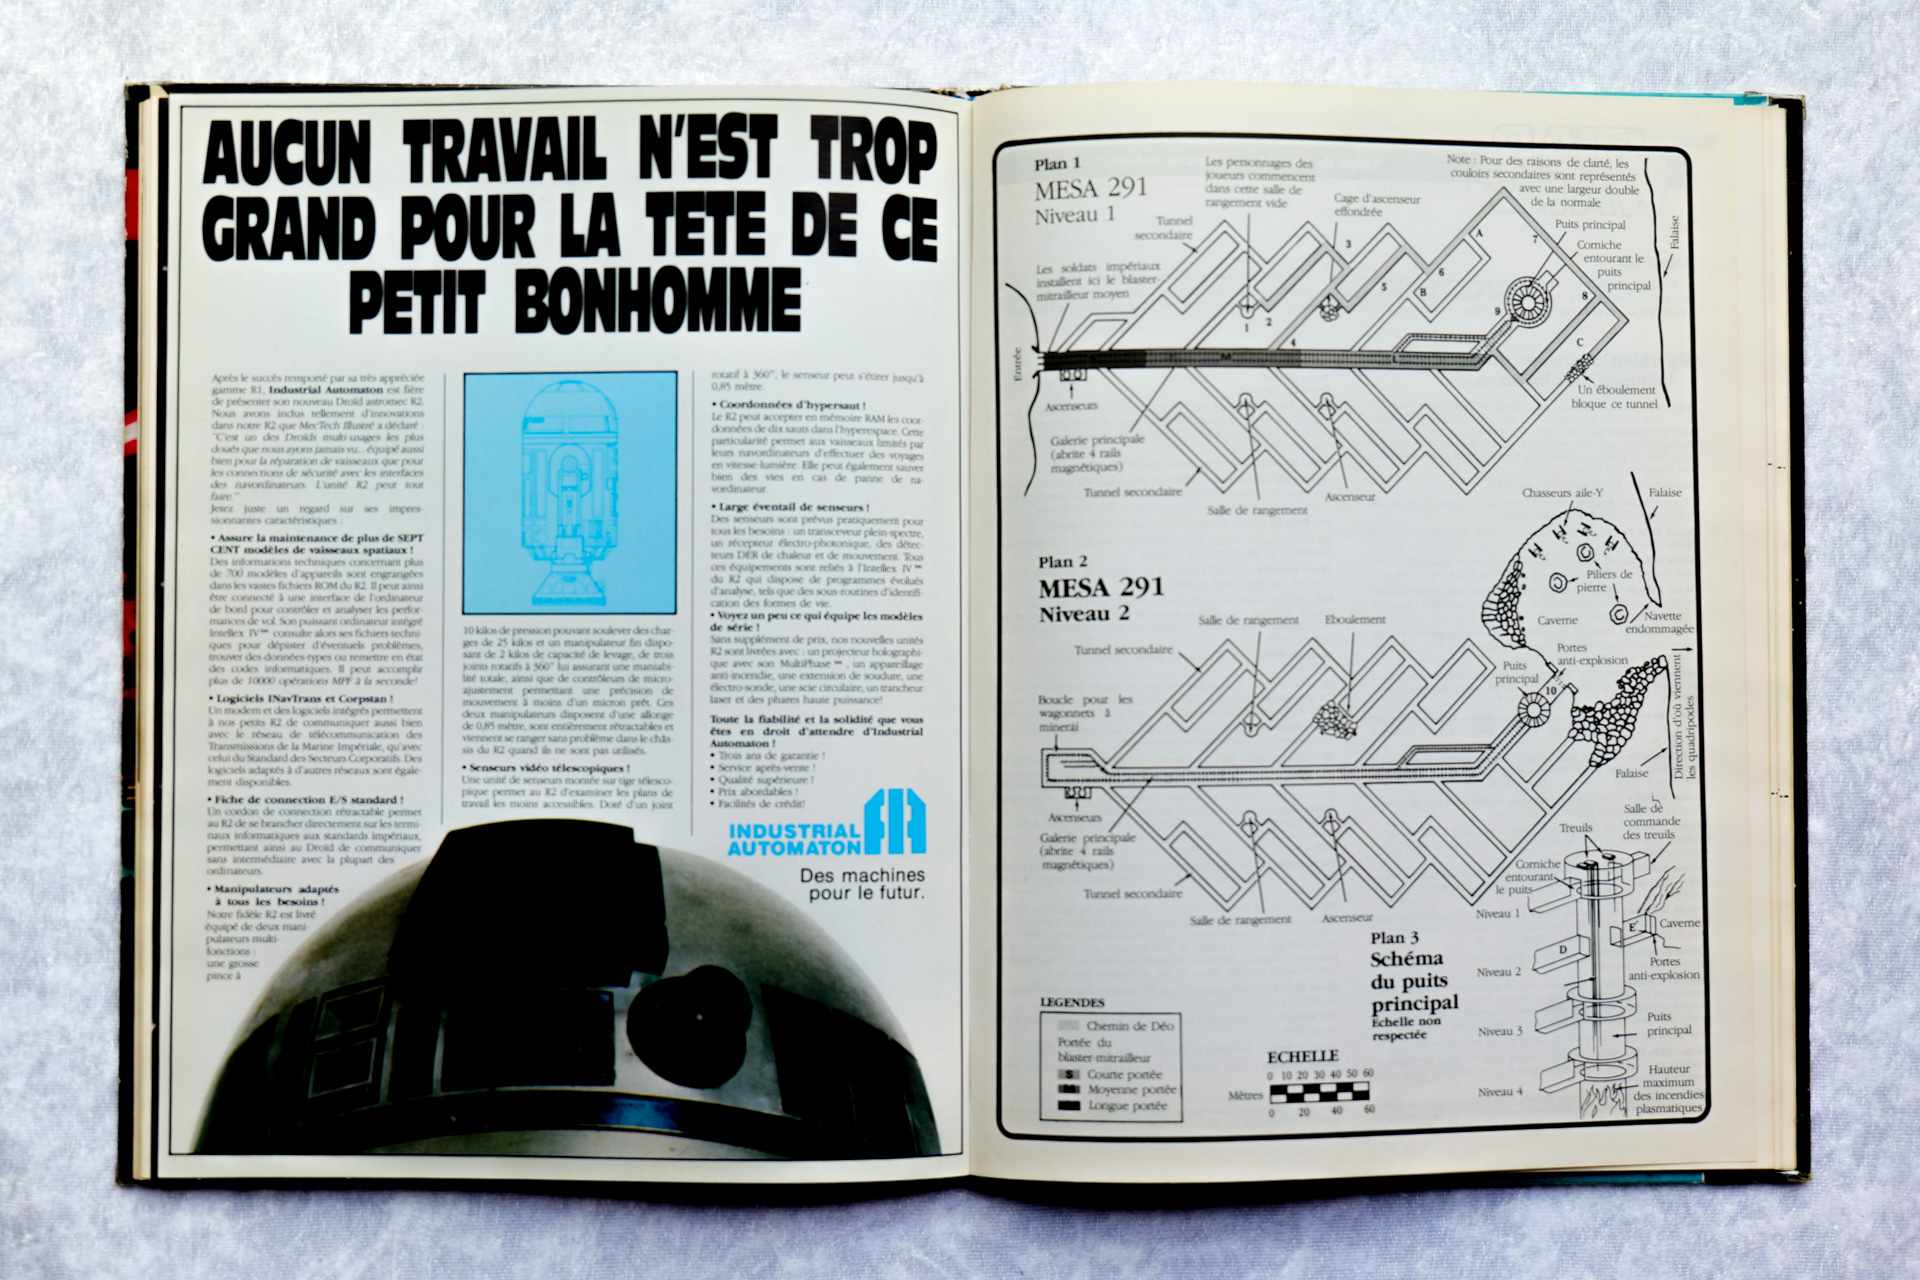 AUCUN TRAVAIL N'EST TROP
GRAND POUR LA TETE DE CE
PETIT BONHOMME
Après le succès remporté par sa très appréciée
gamme R1, Industrial Automaton est fière
de présenter son nouveau Droïd astromec R2.
Nous avons inclus tellement d'innovations
dans notre R2 que MecTech Illustré a déclaré :
"C'est un des Droïds multi-usages les plus
doués que nous ayons jamais vu... équipé aussi
bien pour la réparation de vaisseaux que pour
les connections de sécurité avec les interfaces
des navordinateurs. L'unité R2 peut tout
faire."
Jetez juste un regard sur ses impres-
sionnantes caractéristiques :
• Assure la maintenance de plus de SEPT
CENT modèles de vaisseaux spatiaux !
Des informations techniques concernant plus
de 700 modèles d'appareils sont engrangées
dans les vastes fichiers ROM du R2. Il peut ainsi
être connecté à une interface de l'ordinateur
de bord pour contrôler et analyser les perfor-
mances de vol. Son puissant ordinateur intégré
Intellex IV™ consulte alors ses fichiers techni-
ques pour dépister d'éventuels problèmes,
trouver des données-types ou remettre en état
des codes informatiques. Il peut accomplir
plus de 10000 opérations MPF à la seconde!
• Logiciels INavTrans et Corpstan !
Un modem et des logiciels intégrés permettent
à nos petits R2 de communiquer aussi bien
avec le réseau de télécommunication des
Transmissions de la Marine Impériale, qu'avec
celui du Standard des Secteurs Corporatifs. Des
logiciels adaptés à d'autres réseaux sont égale-
ment disponibles.
• Fiche de connection E/S standard !
Un cordon de connection rétractable permet
au R2 de se brancher directement sur les termi-
naux informatiques aux standards impériaux,
permettant ainsi au Droïd de communiquer
sans intermédiaire avec la plupart des
ordinateurs.
• Manipulateurs adaptés
à tous les besoins !
Notre fidèle R2 est livré
équipé de deux mani-
pulateurs multi-
fonctions :
une grosse
pince à
10 kilos de pression pouvant soulever des char-
ges de 25 kilos et un manipulateur fin dispo-
sant de 2 kilos de capacité de levage, de trois
joints rotatifs à 360° lui assurant une maniabi-
lité totale, ainsi que de contrôleurs de micro-
ajustement permettant une précision de
mouvement à moins d'un micron prêt. Ces
deux manipulateurs disposent d'une allonge
de 0,85 mètre, sont entièrement rétractables et
viennent se ranger sans problème dans le châs-
sis du R2 quand ils ne sont pas utilisés.
• Senseurs vidéo télescopiques !
Une unité de senseurs montée sur tige télesco-
pique permet au R2 d'examiner les plans de
travail les moins accessibles. Doté d'un joint
rotatif à 360°, le senseur peut s'étirer jusqu'à
0,85 mètre.
• Coordonnées d'hypersaut !
Le R2 peut accepter en mémoire RAM les coor-
données de dix sauts dans l'hyperespace. Cette
particularité permet aux vaisseaux limités par
leurs navordinateurs d'effectuer des voyages
en vitesse-lumière. Elle peut également sauver
bien des vies en cas de panne de na-
vordinateur.
• Large éventail de senseurs !
Des senseurs sont prévus pratiquement pour
tous les besoins : un transceveur plein-spectre,
un récepteur électro-photonique, des détec-
teurs DER de chaleur et de mouvement. Tous
ces équipements sont reliés à l'Intellex IV™
du R2 qui dispose de programmes évolués
d'analyse, tels que des sous-routines d'identifi-
cation des formes de vie.
• Voyez un peu ce qui équipe les modèles
de série !
Sans supplément de prix, nos nouvelles unités
R2 sont livrées avec : un projecteur holographi-
que avec son MultiPhase™, un appareillage
anti-incendie, une extension de soudure, une
électro-sonde, une scie circulaire, un trancheur
laser et des phares haute puissance!
Toute la fiabilité et la solidité que vous
êtes en droit d'attendre d'Industrial
Automaton !
• Trois ans de garantie !
• Service après-vente !
• Qualité supérieure !
• Prix abordables !
• Facilités de crédit!
INDUSTRIAL
AUTOMATON
Des machines
pour le futur.
Plan 1
MESA 291
Niveau 1
Les personnages des
joueurs commencent
dans cette salle de
rangement vide
Note : Pour des raisons de clarté, les
couloirs secondaires sont représentés
avec une largeur double
de la normale
Cage d'ascenseur
effondrée
Tunnel
secondaire
Puits principal
Corniche
entourant le
puits
principal
Falaise
Les soldats impériaux
installent ici le blaster-
mitrailleur moyen
Entrée
1
2
3
4
5
6
7
8
9
A
B
C
M
L
Ascenseurs
Un éboulement
bloque ce tunnel
Galerie principale
(abrite 4 rails
magnétiques)
Tunnel secondaire
Salle de rangement
Ascenseur
Plan 2
MESA 291
Niveau 2
Chasseurs aile-Y
Falaise
Piliers de
pierre
Caverne
Navette
endommagée
Salle de rangement
Eboulement
Tunnel secondaire
Portes
anti-explosion
Puits
principal
10
Boucle pour les
wagonnets à
minerai
Direction d'où viennent
les quadripodes
Falaise
Ascenseurs
Galerie principale
(abrite 4 rails
magnétiques)
Tunnel secondaire
Salle de rangement
Ascenseur
Plan 3
Schéma
du puits
principal
Echelle non
respectée
Salle de
commande
des treuils
Treuils
Corniche
entourant
le puits
Niveau 1
Caverne
E
D
Portes
anti-explosion
Niveau 2
Puits
principal
Niveau 3
Hauteur
maximum
des incendies
plasmatiques
Niveau 4
LEGENDES
Chemin de Déo
Portée du
blaster-mitrailleur
S Courte portée
M Moyenne portée
Longue portée
ECHELLE
0 10 20 30 40 50 60
Mètres
0 20 40 60